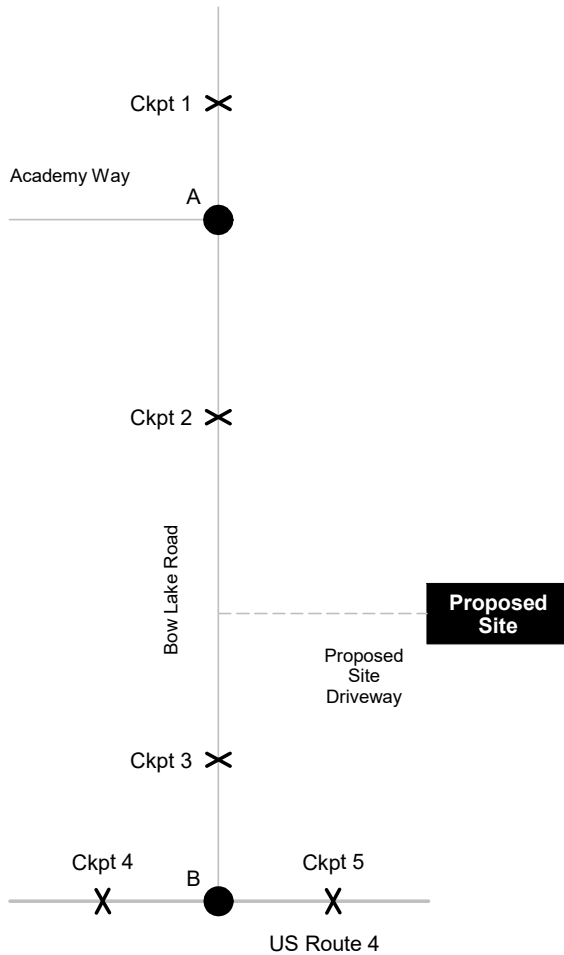 Ckpt 1
Academy Way
A
Ckpt 2
Bow Lake Road
Proposed
Site
Proposed
Site
Driveway
Ckpt 3
Ckpt 4
B
Ckpt 5
US Route 4